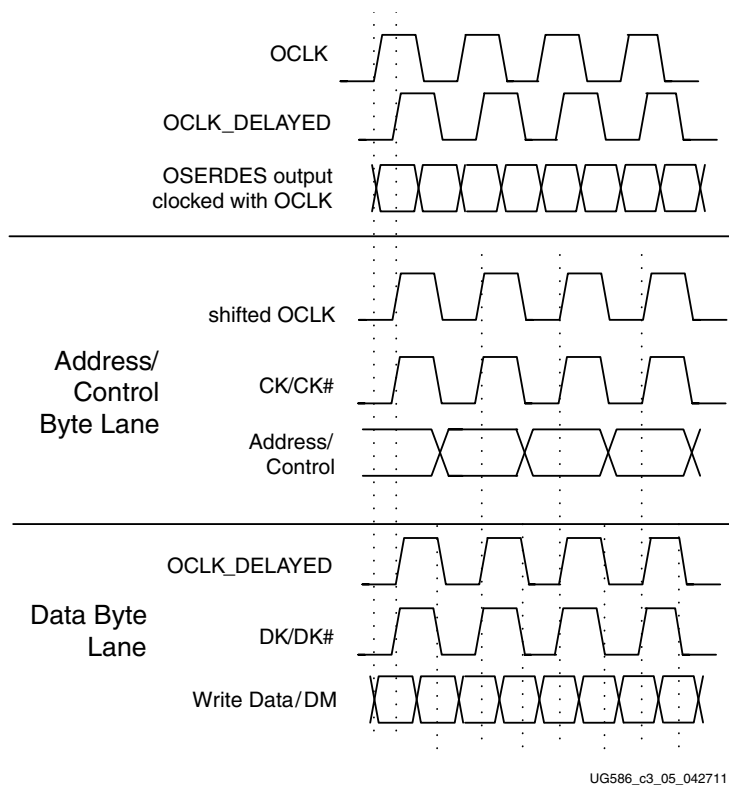 OCLK
OCLK_DELAYED
OSERDES output
clocked with OCLK
shifted OCLK
Address/
Control
Byte Lane
CK/CK#
Address/
Control
OCLK_DELAYED
Data Byte
Lane
DK/DK#
Write Data/DM
UG586_c3_05_042711